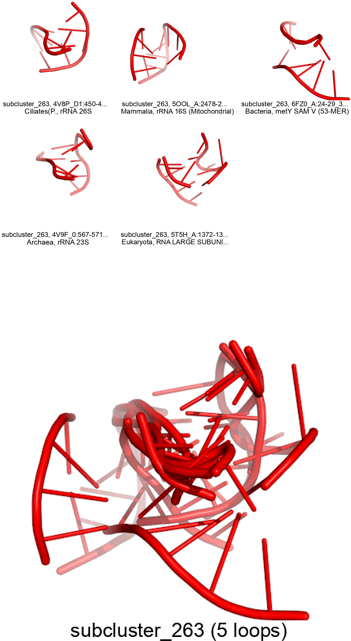 subcluster_263, 4V8P_D1:450-4...
Ciliates(P., rRNA 26S
subcluster_263, 5OOL_A:2478-2...
Mammalia, rRNA 16S (Mitochondrial)
subcluster_263, 6FZ0_A:24-29_3...
Bacteria, metY SAM V (53-MER)
subcluster_263, 4V9F_0:567-571...
Archaea, rRNA 23S
subcluster_263, 5T5H_A:1372-13...
Eukaryota, RNA LARGE SUBUNI...
subcluster_263 (5 loops)